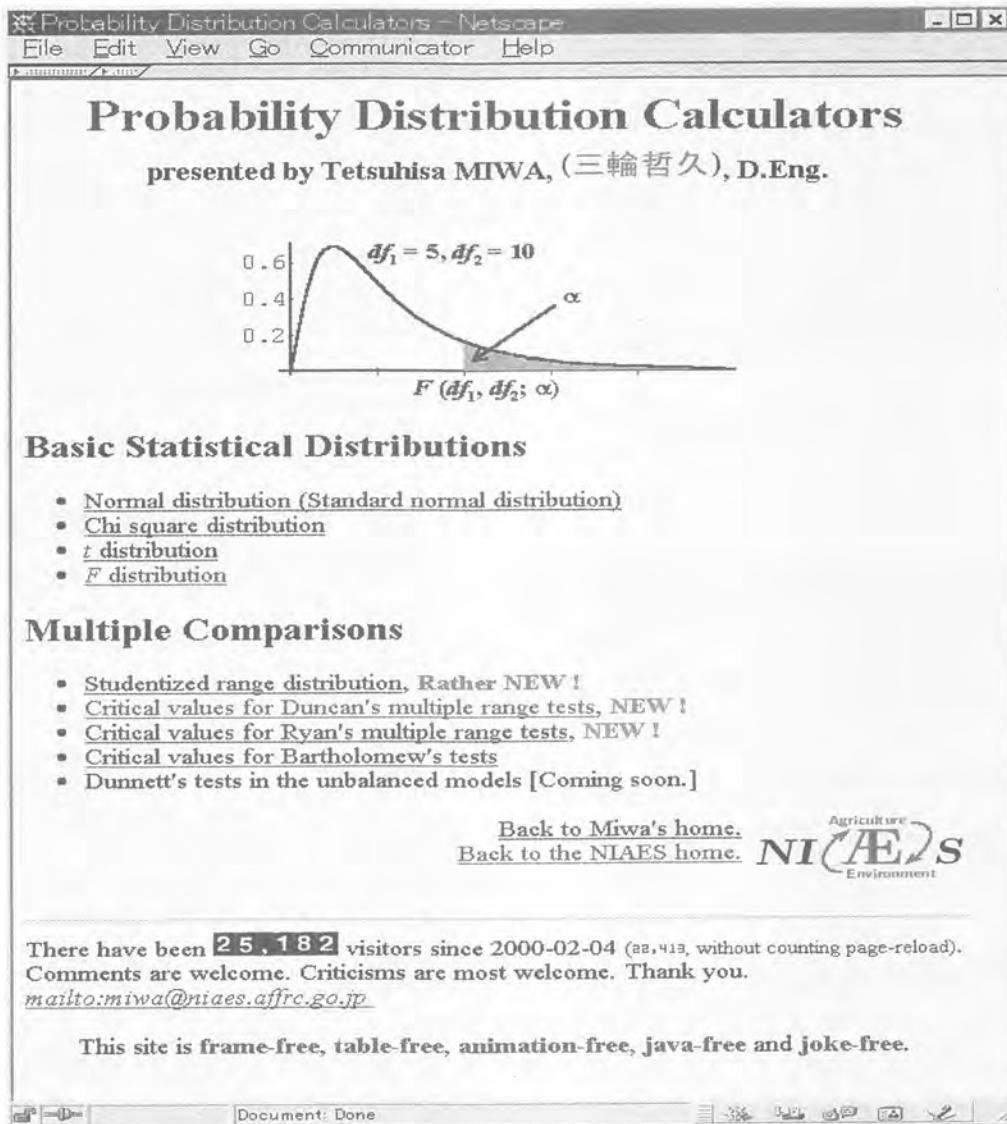 Probability Distribution Calculators - Netscape
File Edit View Go Communicator Help
Probability Distribution Calculators
presented by Tetsuhisa MIWA, (三輪哲久), D.Eng.
df₁ = 5, df₂ = 10
0.6
0.4
0.2
α
F (df₁, df₂; α)
Basic Statistical Distributions
• Normal distribution (Standard normal distribution)
• Chi square distribution
• t distribution
• F distribution
Multiple Comparisons
• Studentized range distribution, Rather NEW !
• Critical values for Duncan's multiple range tests, NEW !
• Critical values for Ryan's multiple range tests, NEW !
• Critical values for Bartholomew's tests
• Dunnett's tests in the unbalanced models [Coming soon.]
Back to Miwa's home.
Back to the NIAES home.
Agriculture
NIÆS
Environment
There have been 25,182 visitors since 2000-02-04 (22,413, without counting page-reload).
Comments are welcome. Criticisms are most welcome. Thank you.
mailto:miwa@niaes.affrc.go.jp
This site is frame-free, table-free, animation-free, java-free and joke-free.
Document: Done